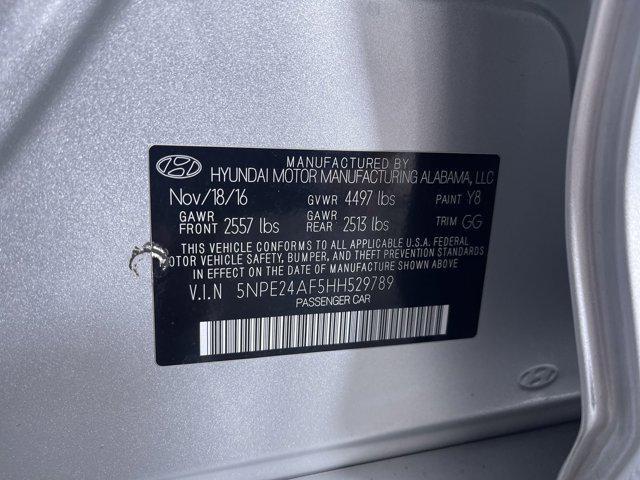 MANUFACTURED BY
HYUNDAI MOTOR MANUFACTURING ALABAMA, LLC
Nov/18/16 GVWR 4497 lbs PAINT Y8
GAWR FRONT 2557 lbs GAWR REAR 2513 lbs TRIM GG
THIS VEHICLE CONFORMS TO ALL APPLICABLE U.S.A. FEDERAL
MOTOR VEHICLE SAFETY, BUMPER, AND THEFT PREVENTION STANDARDS
IN EFFECT ON THE DATE OF MANUFACTURE SHOWN ABOVE.
V.I.N 5NPE24AF5HH529789
PASSENGER CAR